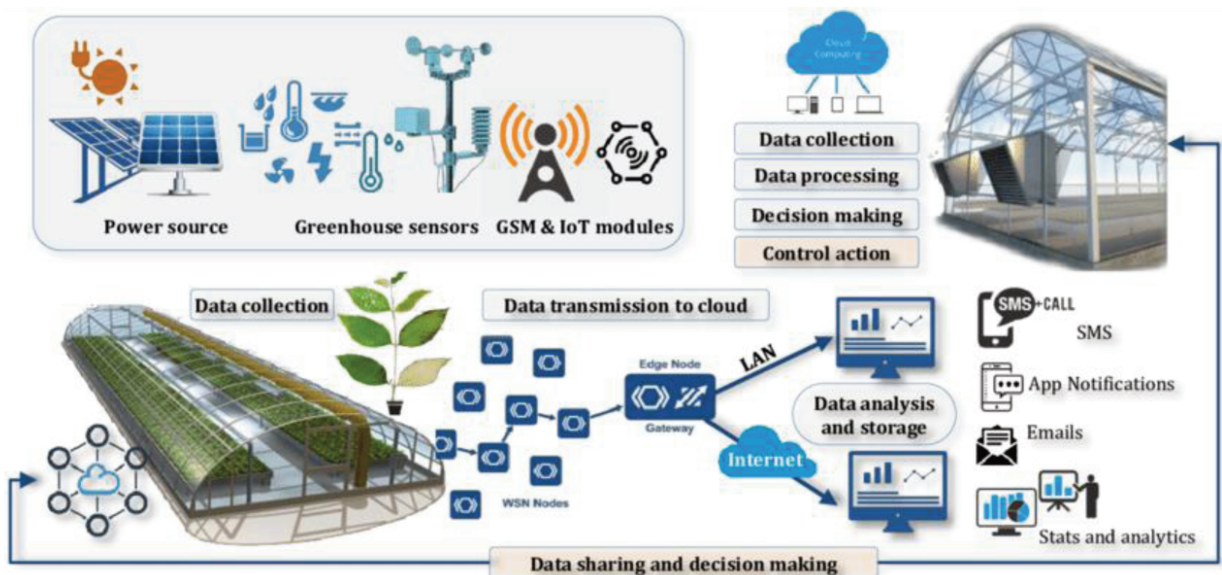 Power source
Greenhouse sensors
GSM & IoT modules
Cloud
Computing
Data collection
Data processing
Decision making
Control action
Data collection
Data transmission to cloud
Edge Node
Gateway
WSN Nodes
LAN
Internet
Data analysis
and storage
SMS+CALL
SMS
App Notifications
Emails
Stats and analytics
Data sharing and decision making